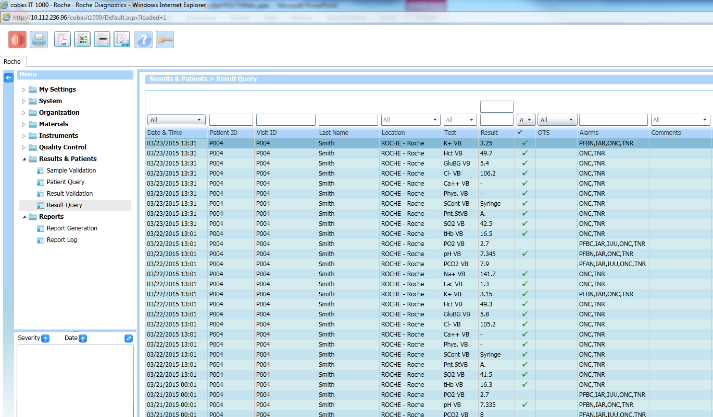 cobas IT 1000 - Roche - Roche Diagnostics - Windows Internet Explorer
http://10.112.236.96/cobasit1000/Default.aspx?loaded=1
Roche
Menu
My Settings
System
Organization
Materials
Instruments
Quality Control
Results & Patients
Sample Validation
Patient Query
Result Validation
Result Query
Reports
Report Generation
Report Log
Severity Date
Results & Patients > Result Query
All All All A All All
Date & Time Patient ID Visit ID Last Name Location Test Result ✓ OTS Alarms Comments
03/23/2015 13:31 P004 P004 Smith ROCHE - Roche K+ VB 3.25 ✓ PFBN,IAR,ONC,TNR
03/23/2015 13:31 P004 P004 Smith ROCHE - Roche Hct VB 49.7 ✓ ONC,TNR
03/23/2015 13:31 P004 P004 Smith ROCHE - Roche GluBG VB 5.4 ✓ ONC,TNR
03/23/2015 13:31 P004 P004 Smith ROCHE - Roche Cl- VB 106.2 ✓ ONC,TNR
03/23/2015 13:31 P004 P004 Smith ROCHE - Roche Ca++ VB - ✓ ONC,TNR
03/23/2015 13:31 P004 P004 Smith ROCHE - Roche Phys. VB - ✓ ONC,TNR
03/23/2015 13:31 P004 P004 Smith ROCHE - Roche SCont VB Syringe ✓ ONC,TNR
03/23/2015 13:31 P004 P004 Smith ROCHE - Roche Pnt.StVB A. ✓ ONC,TNR
03/23/2015 13:31 P004 P004 Smith ROCHE - Roche SO2 VB 42.5 ✓ ONC,TNR
03/22/2015 13:01 P004 P004 Smith ROCHE - Roche tHb VB 16.5 ✓ ONC,TNR
03/22/2015 13:01 P004 P004 Smith ROCHE - Roche PO2 VB 2.7 PFBC,IAR,IUU,ONC,TNR
03/22/2015 13:01 P004 P004 Smith ROCHE - Roche pH VB 7.345 ✓ PFBN,IAR,ONC,TNR
03/22/2015 13:01 P004 P004 Smith ROCHE - Roche PCO2 VB 7.9 PFBN,IAR,IUU,ONC,TNR
03/22/2015 13:01 P004 P004 Smith ROCHE - Roche Na+ VB 141.7 ✓ ONC,TNR
03/22/2015 13:01 P004 P004 Smith ROCHE - Roche Lac VB 1.3 ✓ ONC,TNR
03/22/2015 13:01 P004 P004 Smith ROCHE - Roche K+ VB 3.15 ✓ PFBN,IAR,ONC,TNR
03/22/2015 13:01 P004 P004 Smith ROCHE - Roche Hct VB 49.3 ✓ ONC,TNR
03/22/2015 13:01 P004 P004 Smith ROCHE - Roche GluBG VB 5.8 ✓ ONC,TNR
03/22/2015 13:01 P004 P004 Smith ROCHE - Roche Cl- VB 105.2 ✓ ONC,TNR
03/22/2015 13:01 P004 P004 Smith ROCHE - Roche Ca++ VB - ✓ ONC,TNR
03/22/2015 13:01 P004 P004 Smith ROCHE - Roche Phys. VB - ✓ ONC,TNR
03/22/2015 13:01 P004 P004 Smith ROCHE - Roche SCont VB Syringe ✓ ONC,TNR
03/22/2015 13:01 P004 P004 Smith ROCHE - Roche Pnt.StVB A. ✓ ONC,TNR
03/22/2015 13:01 P004 P004 Smith ROCHE - Roche SO2 VB 41.5 ✓ ONC,TNR
03/21/2015 00:01 P004 P004 Smith ROCHE - Roche tHb VB 16.3 ✓ ONC,TNR
03/21/2015 00:01 P004 P004 Smith ROCHE - Roche PO2 VB 2.7 PFBC,IAR,IUU,ONC,TNR
03/21/2015 00:01 P004 P004 Smith ROCHE - Roche pH VB 7.335 ✓ PFBN,IAR,ONC,TNR
03/21/2015 00:01 P004 P004 Smith ROCHE - Roche PCO2 VB 8 PFBN,IAR,IUU,ONC,TNR